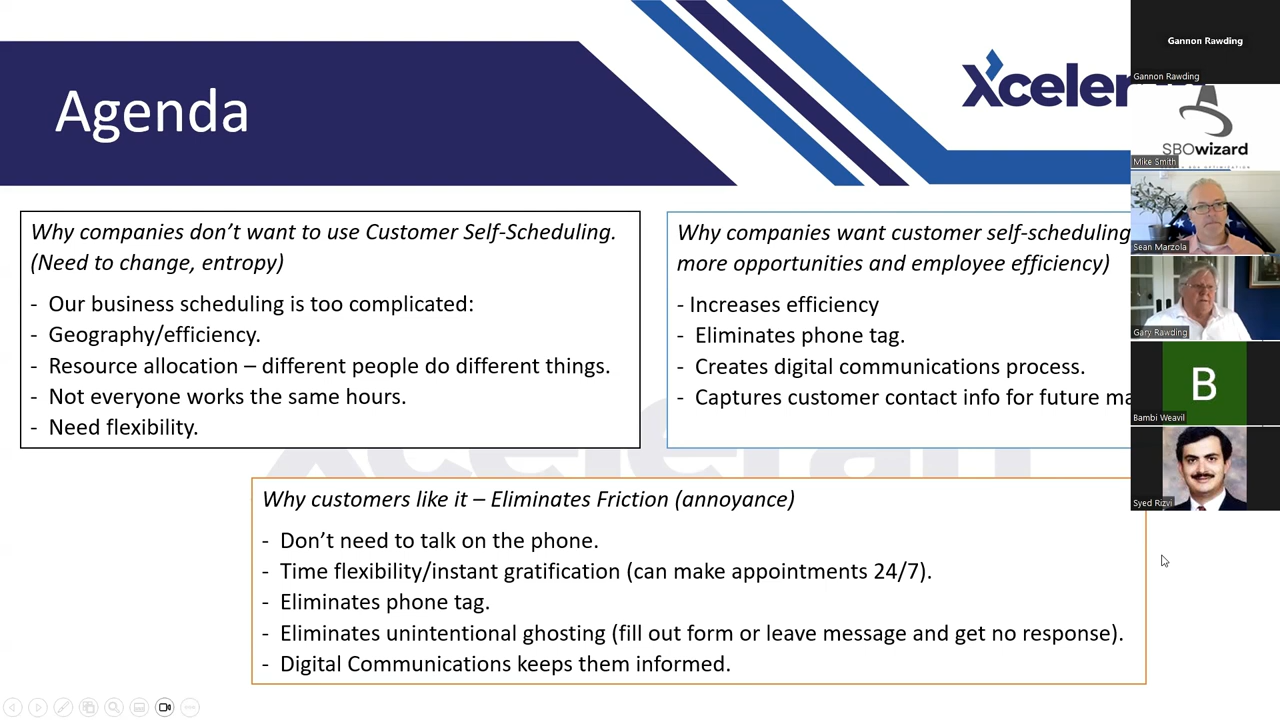 Agenda
Xceler
Why companies don't want to use Customer Self-Scheduling.
(Need to change, entropy)
- Our business scheduling is too complicated:
- Geography/efficiency.
- Resource allocation – different people do different things.
- Not everyone works the same hours.
- Need flexibility.
Why companies want customer self-scheduling
more opportunities and employee efficiency)
- Increases efficiency
- Eliminates phone tag.
- Creates digital communications process.
- Captures customer contact info for future ma
xceleran
Why customers like it – Eliminates Friction (annoyance)
- Don't need to talk on the phone.
- Time flexibility/instant gratification (can make appointments 24/7).
- Eliminates phone tag.
- Eliminates unintentional ghosting (fill out form or leave message and get no response).
- Digital Communications keeps them informed.
Gannon Rawding
Gannon Rawding
SBOwizard
Mike Smith
Sean Marzola
Gary Rawding
B
Bambi Weavil
Syed Rizvi